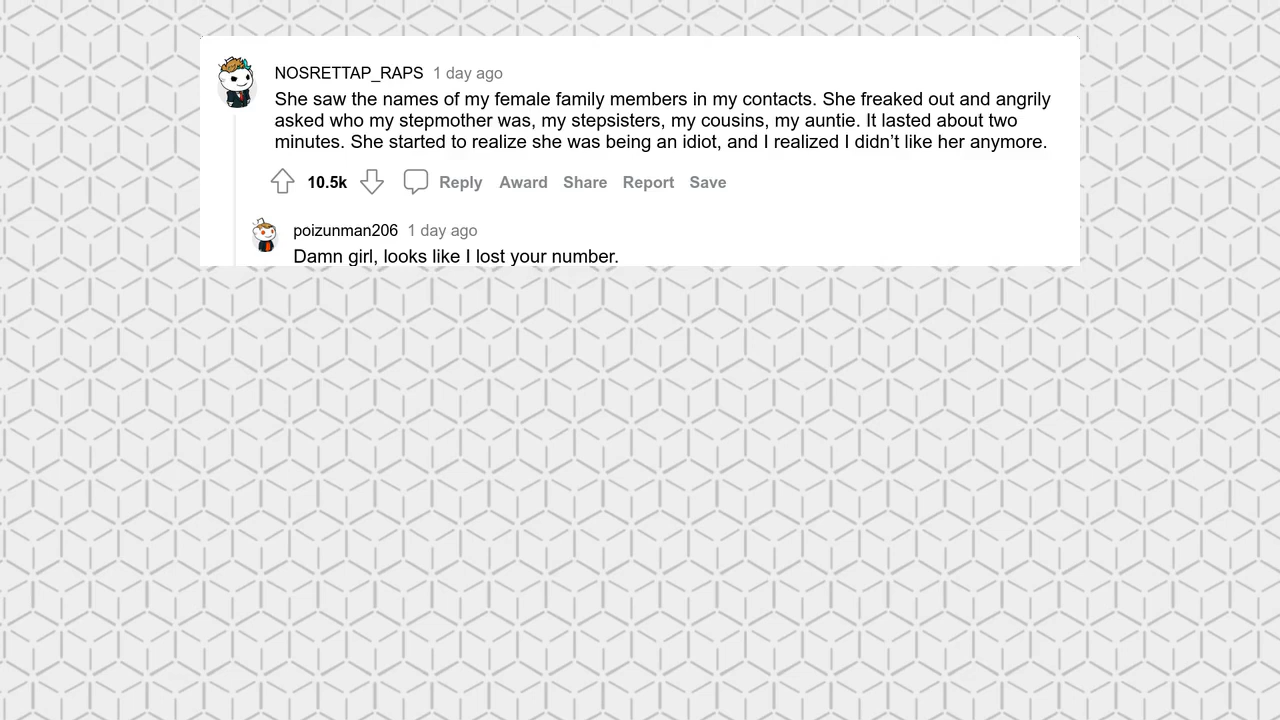 NOSRETTAP_RAPS 1 day ago
She saw the names of my female family members in my contacts. She freaked out and angrily
asked who my stepmother was, my stepsisters, my cousins, my auntie. It lasted about two
minutes. She started to realize she was being an idiot, and I realized I didn’t like her anymore.
10.5k Reply Award Share Report Save
poizunman206 1 day ago
Damn girl, looks like I lost your number.